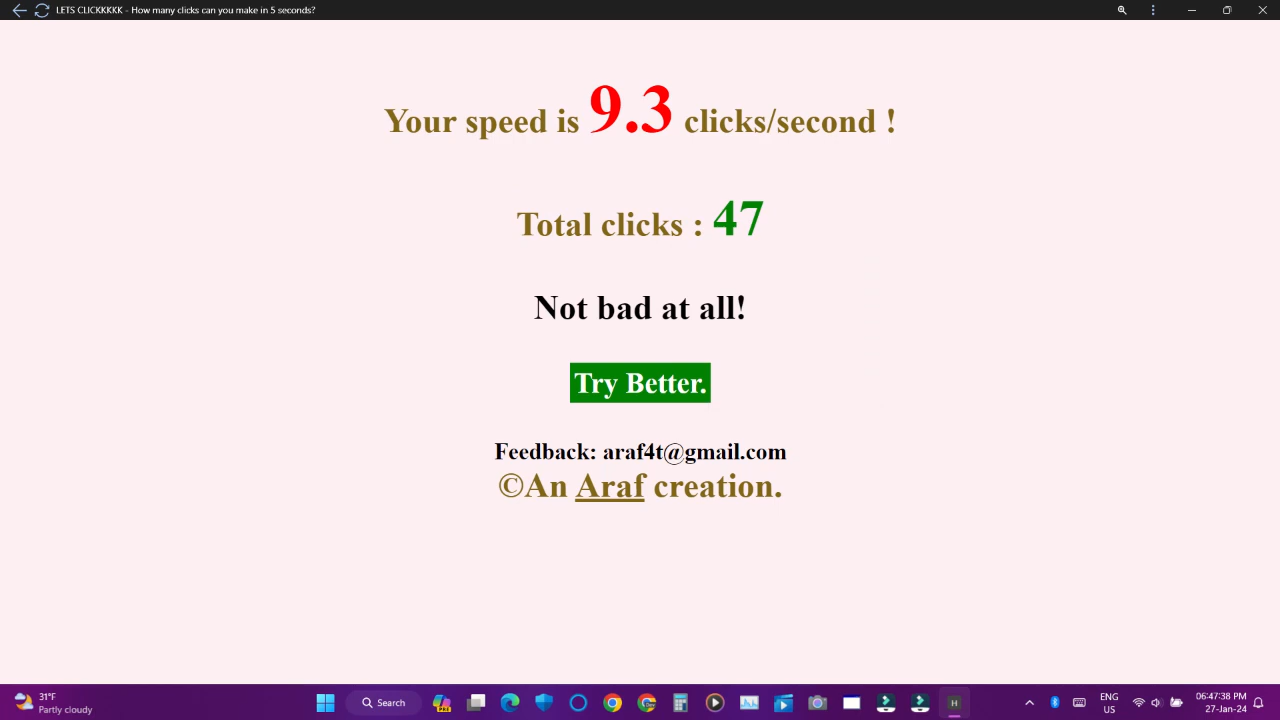 LETS CLICKKKKK - How many clicks can you make in 5 seconds?
Your speed is 9.3 clicks/second !
Total clicks : 47
Not bad at all!
Try Better.
Feedback: araf4t@gmail.com
©An Araf creation.
31°F
Partly cloudy
Search
PRE
Dev
H
ENG
US
06:47:38 PM
27-Jan-24